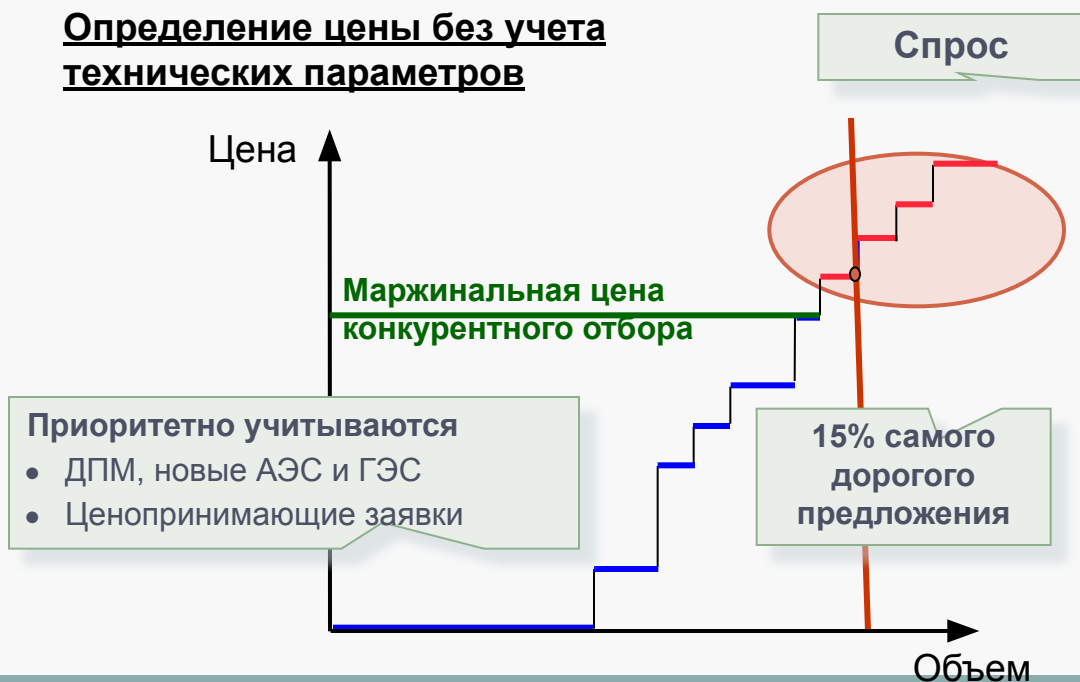 Определение цены без учета
технических параметров
Спрос
Цена
Маржинальная цена
конкурентного отбора
Приоритетно учитываются
● ДПМ, новые АЭС и ГЭС
● Ценопринимающие заявки
15% самого
дорогого
предложения
Объем